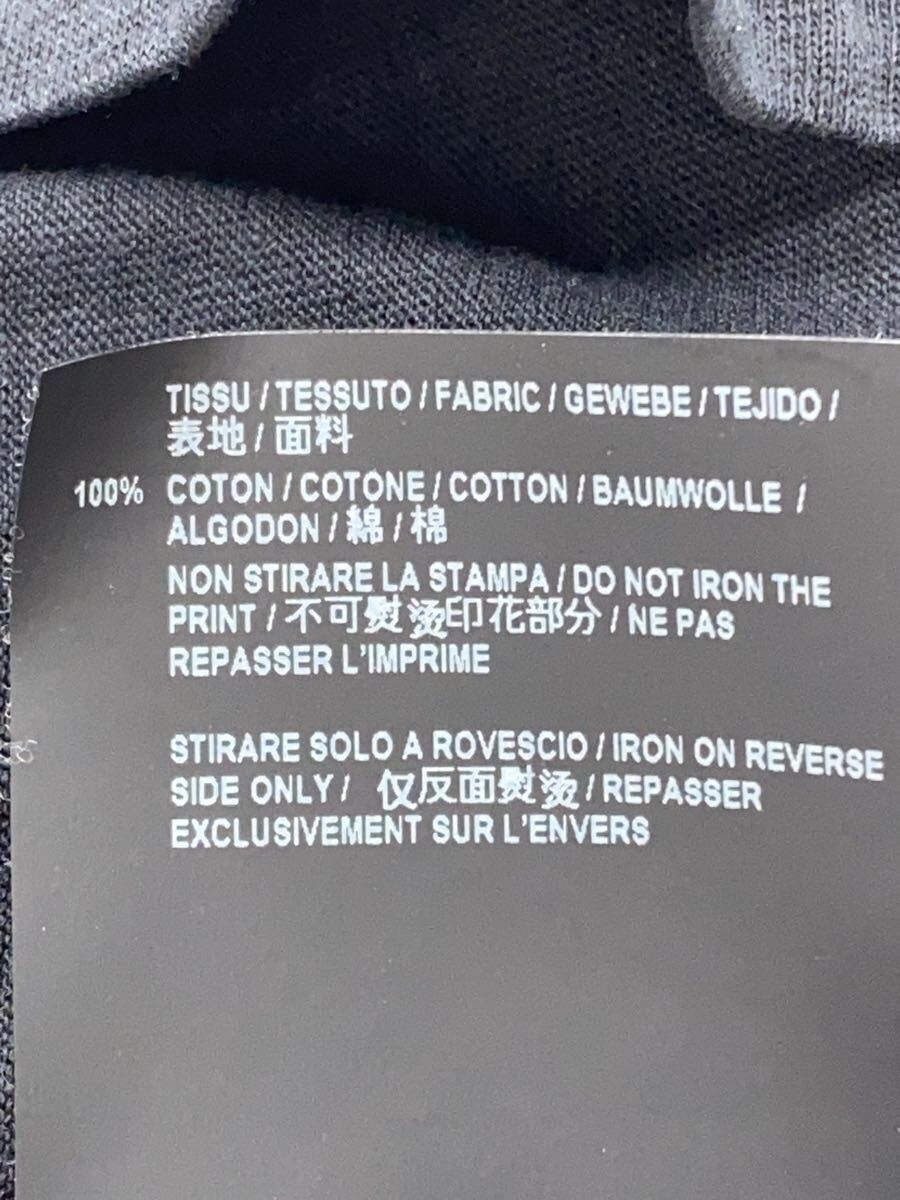 TISSU / TESSUTO / FABRIC / GEWEBE / TEJIDO /
表地 / 面料
100% COTON / COTONE / COTTON / BAUMWOLLE /
ALGODON / 綿 / 棉
NON STIRARE LA STAMPA / DO NOT IRON THE
PRINT / 不可熨烫印花部分 / NE PAS
REPASSER L'IMPRIME
STIRARE SOLO A ROVESCIO / IRON ON REVERSE
SIDE ONLY / 仅反面熨烫 / REPASSER
EXCLUSIVEMENT SUR L'ENVERS